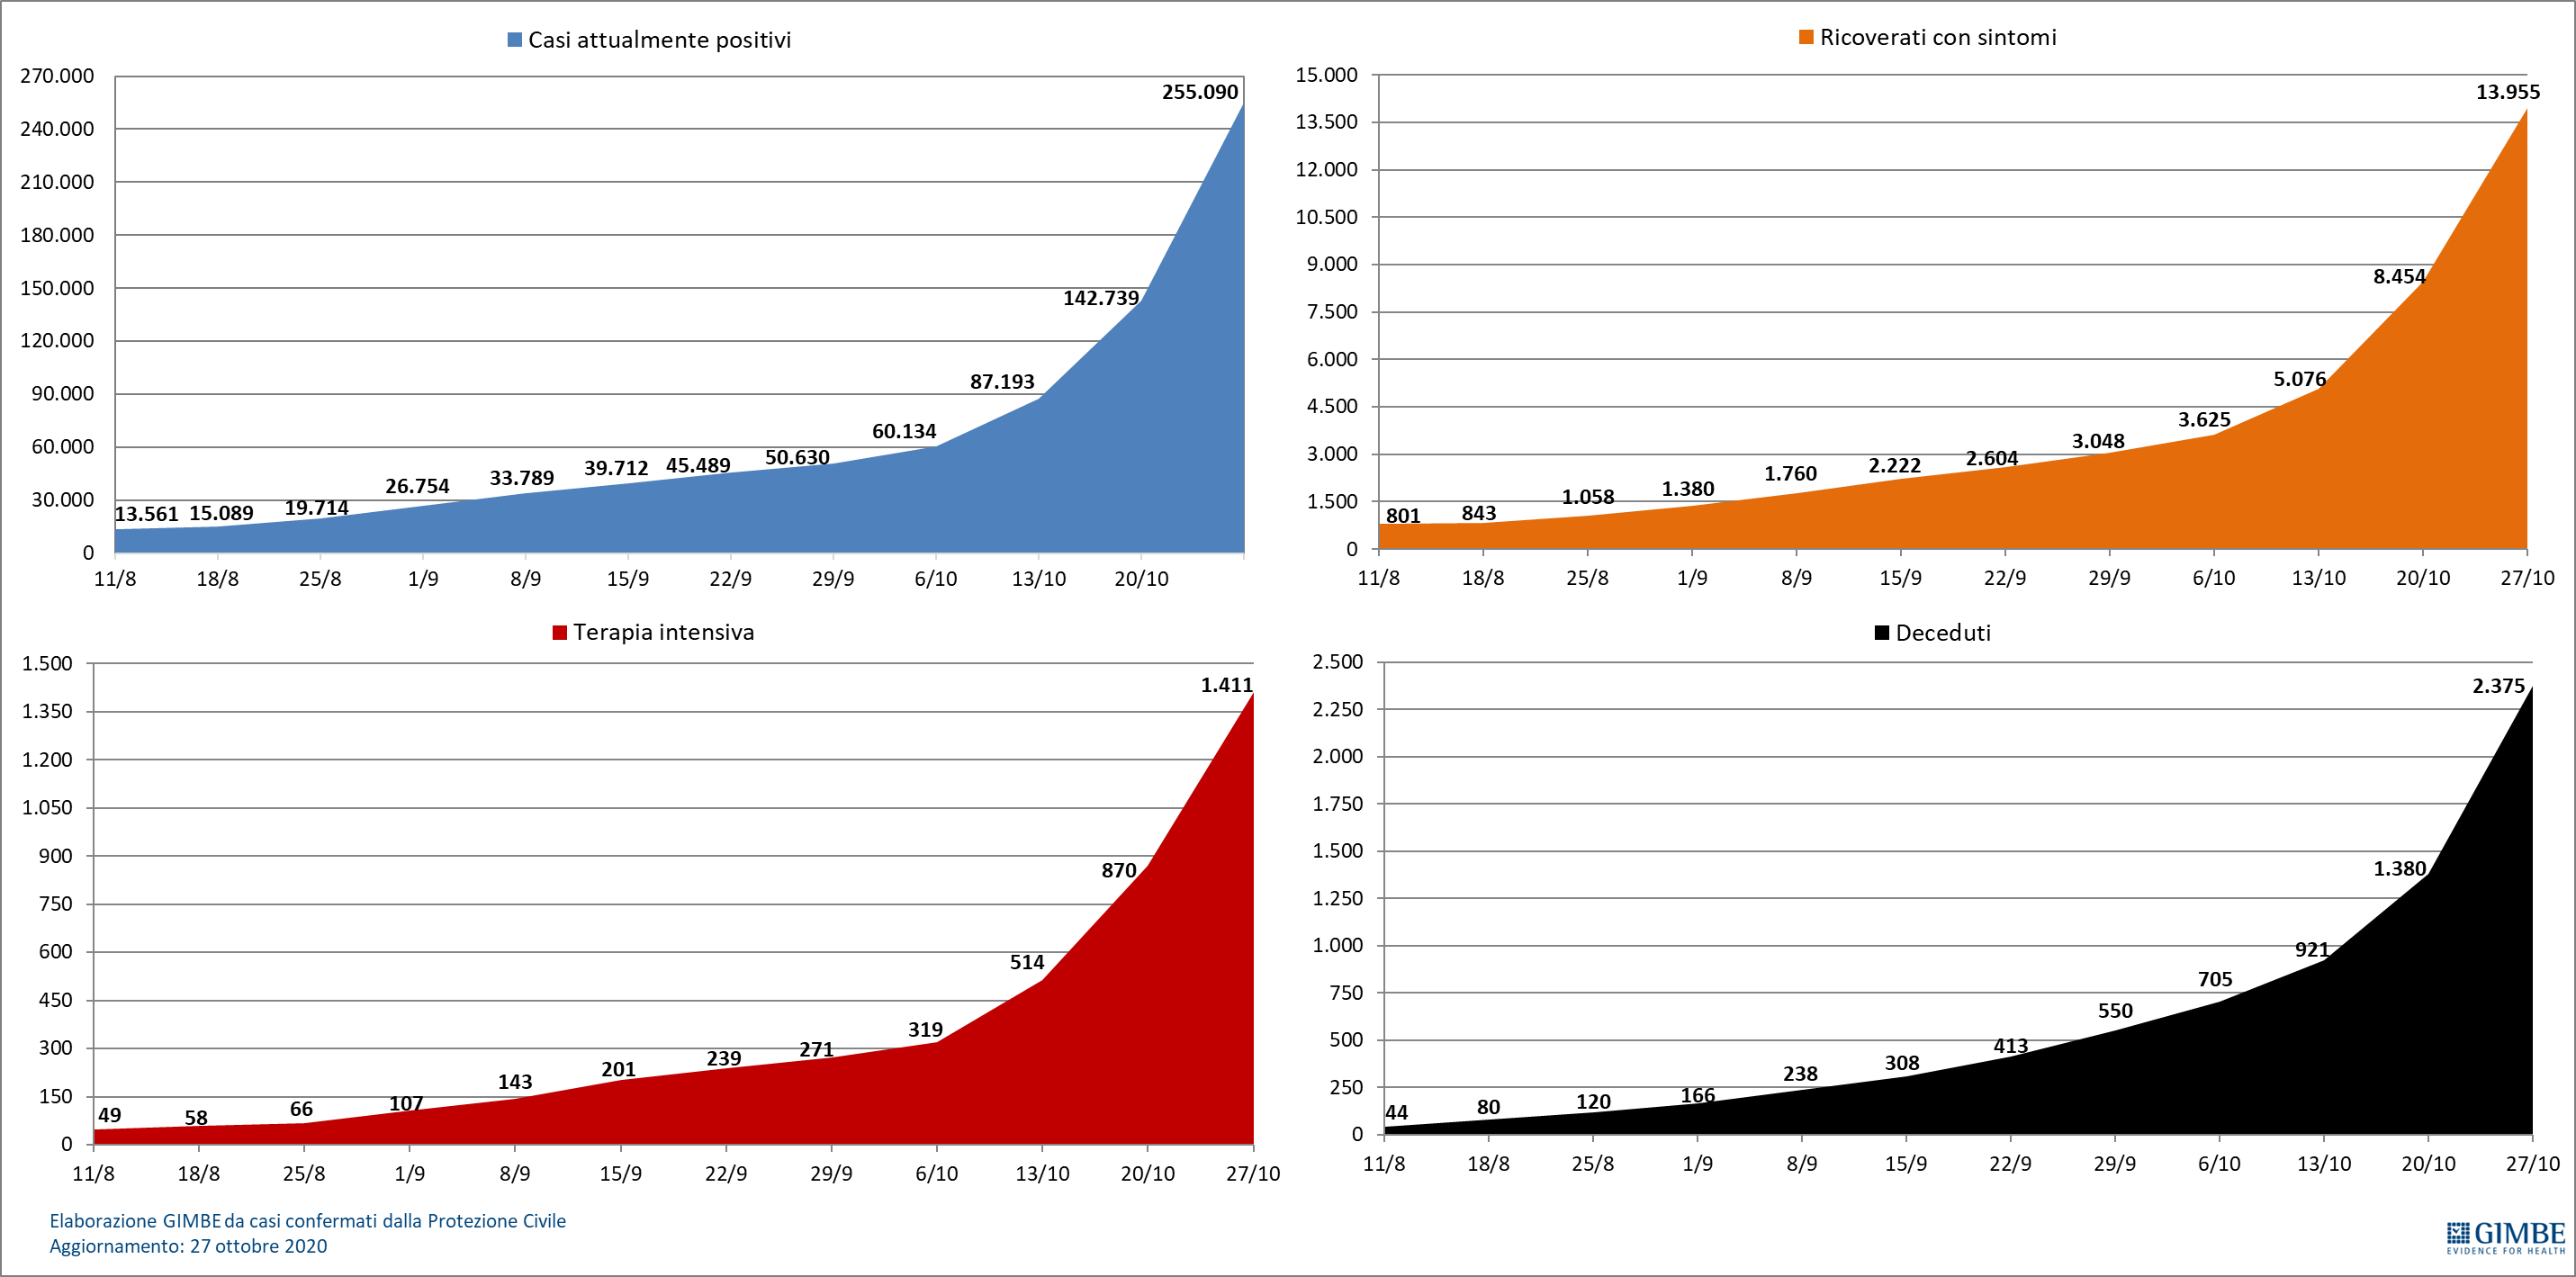 Casi attualmente positivi
270.000
240.000
210.000
180.000
150.000
120.000
90.000
60.000
30.000
0
13.561 15.089 19.714 26.754 33.789 39.712 45.489 50.630 60.134 87.193 142.739 255.090
11/8 18/8 25/8 1/9 8/9 15/9 22/9 29/9 6/10 13/10 20/10
Ricoverati con sintomi
15.000
13.500
12.000
10.500
9.000
7.500
6.000
4.500
3.000
1.500
0
801 843 1.058 1.380 1.760 2.222 2.604 3.048 3.625 5.076 8.454 13.955
11/8 18/8 25/8 1/9 8/9 15/9 22/9 29/9 6/10 13/10 20/10 27/10
Terapia intensiva
1.500
1.350
1.200
1.050
900
750
600
450
300
150
0
49 58 66 107 143 201 239 271 319 514 870 1.411
11/8 18/8 25/8 1/9 8/9 15/9 22/9 29/9 6/10 13/10 20/10 27/10
Deceduti
2.500
2.250
2.000
1.750
1.500
1.250
1.000
750
500
250
0
44 80 120 166 238 308 413 550 705 921 1.380 2.375
11/8 18/8 25/8 1/9 8/9 15/9 22/9 29/9 6/10 13/10 20/10 27/10
Elaborazione GIMBE da casi confermati dalla Protezione Civile
Aggiornamento: 27 ottobre 2020
GIMBE
EVIDENCE FOR HEALTH